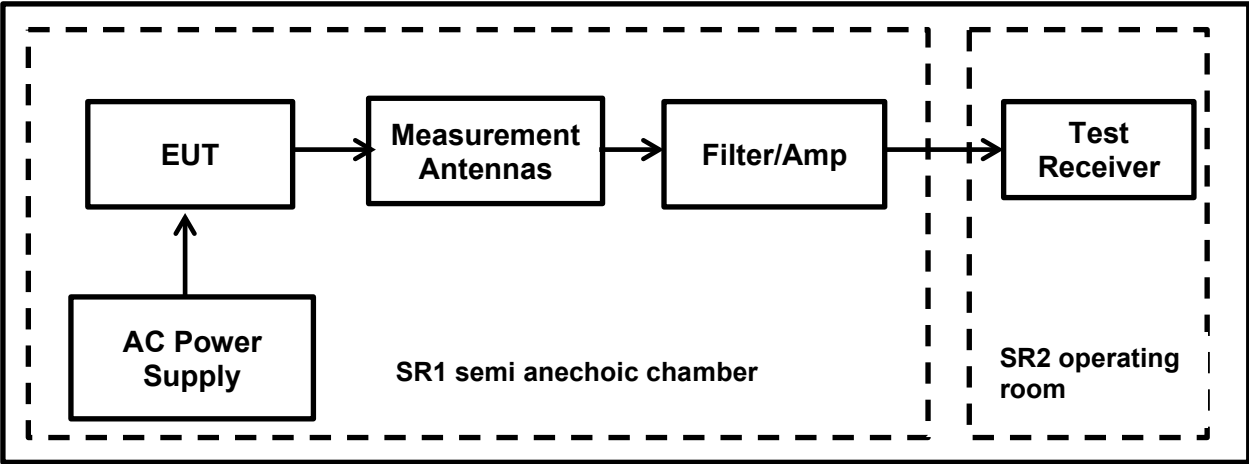 EUT
Measurement
Antennas
Filter/Amp
Test
Receiver
AC Power
Supply
SR1 semi anechoic chamber
SR2 operating
room